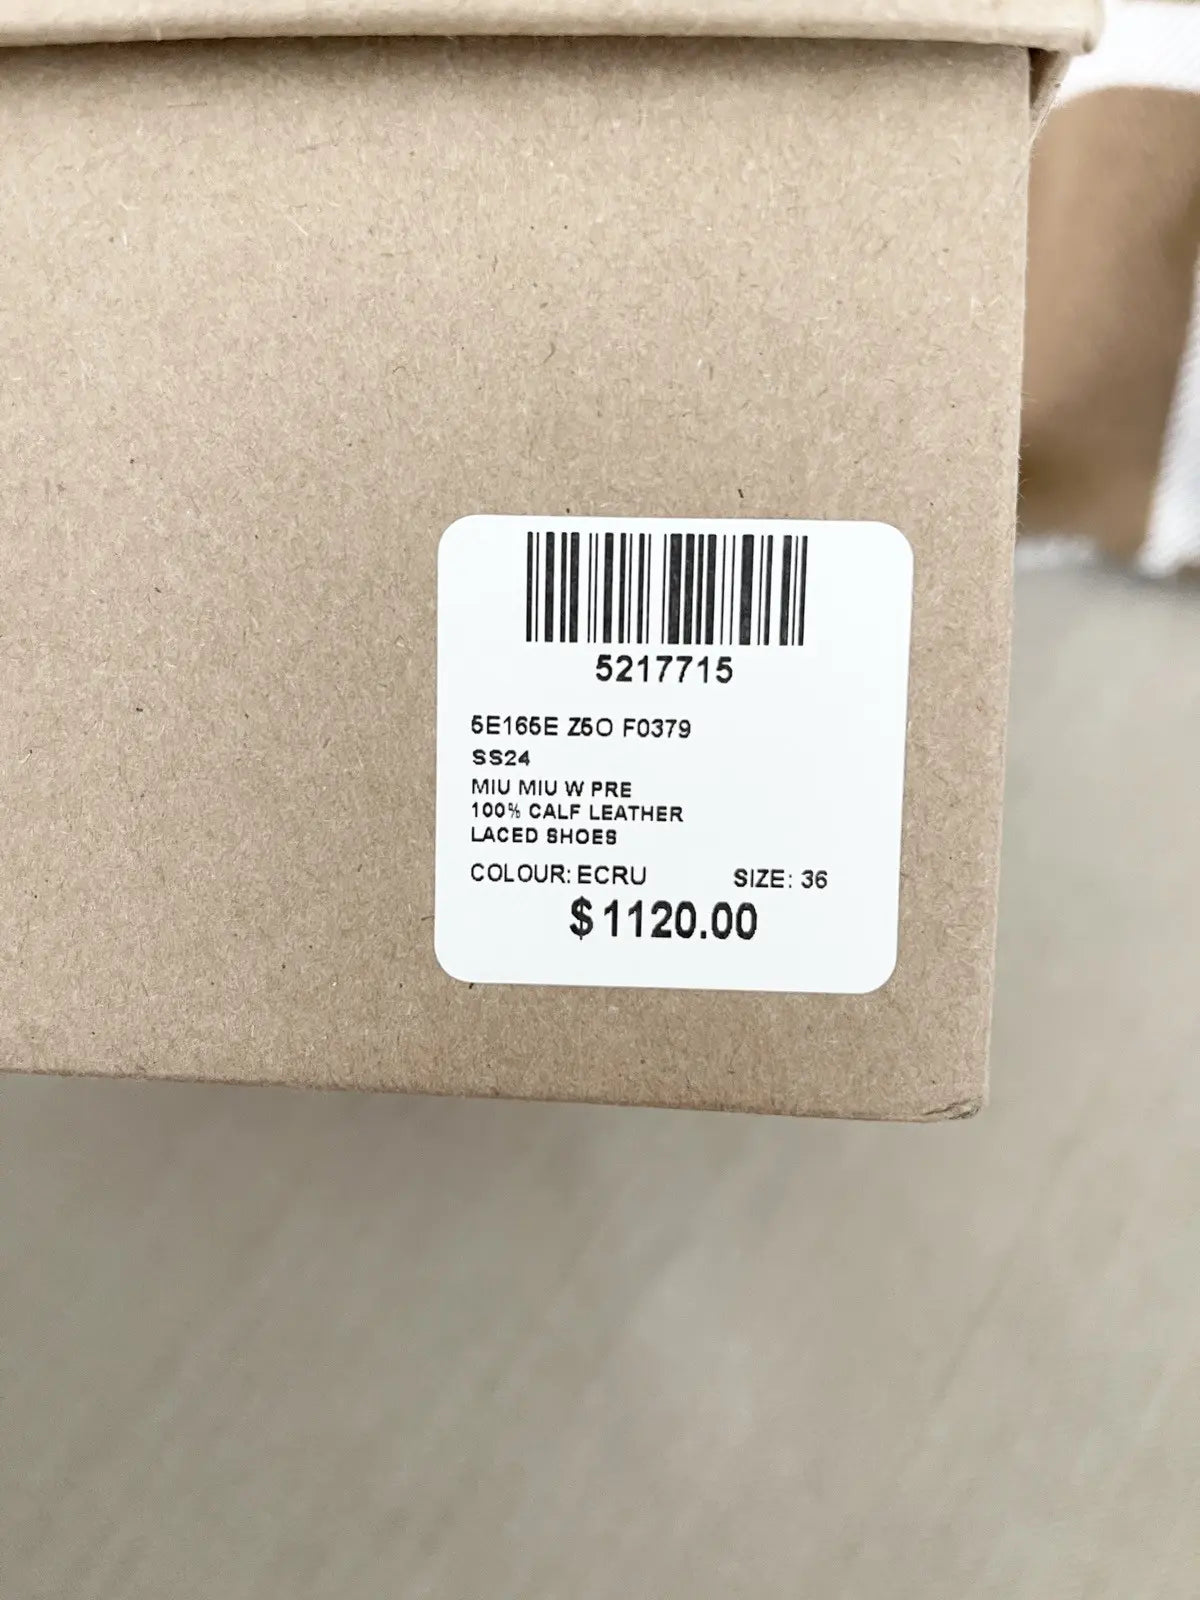 5217715
5E165E Z5O F0379
SS24
MIU MIU W PRE
100% CALF LEATHER
LACED SHOES
COLOUR: ECRU SIZE: 36
$1120.00